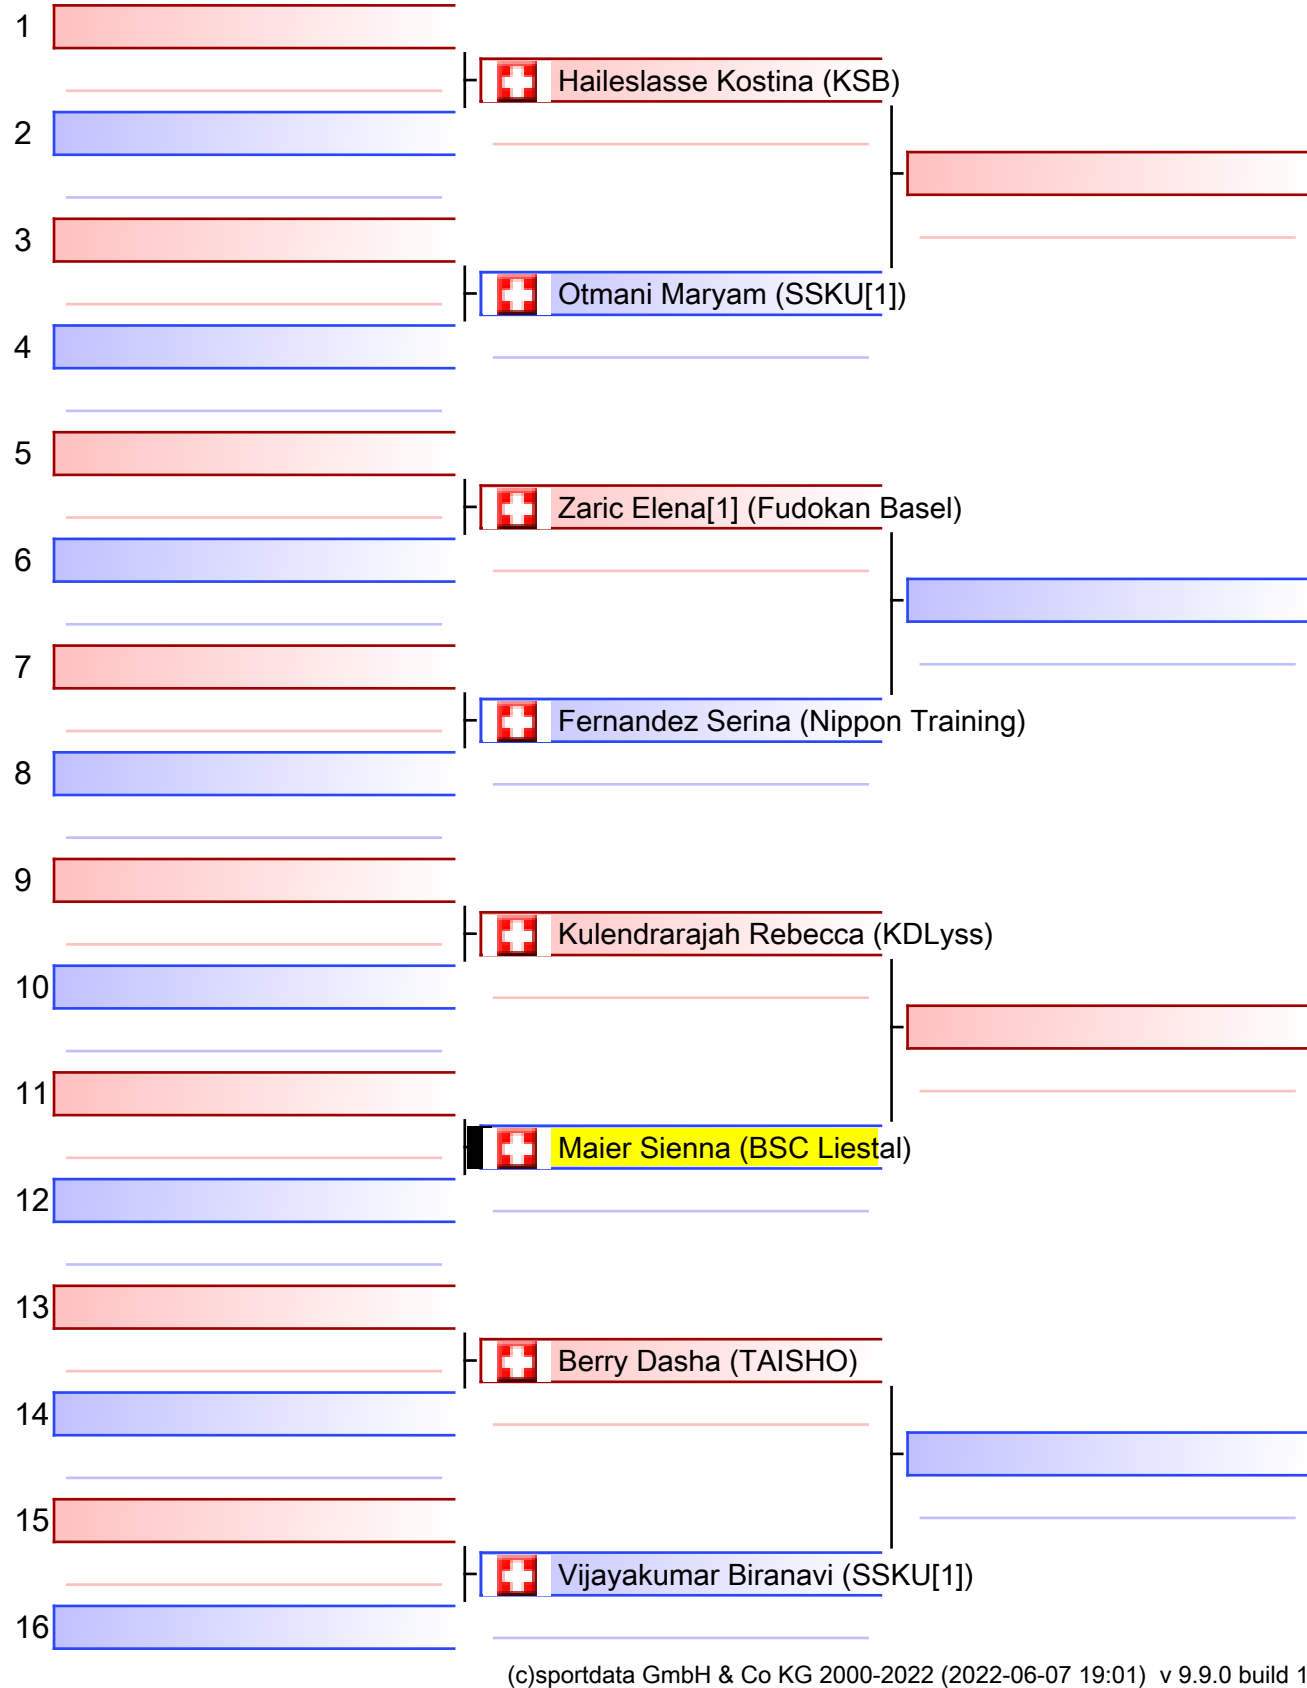 1
Haileslasse Kostina (KSB)
2
3
Otmani Maryam (SSKU[1])
4
5
Zaric Elena[1] (Fudokan Basel)
6
7
Fernandez Serina (Nippon Training)
8
9
Kulendrarajah Rebecca (KDLyss)
10
11
Maier Sienna (BSC Liestal)
12
13
Berry Dasha (TAISHO)
14
15
Vijayakumar Biranavi (SSKU[1])
16
(c)sportdata GmbH & Co KG 2000-2022 (2022-06-07 19:01) v 9.9.0 build 1